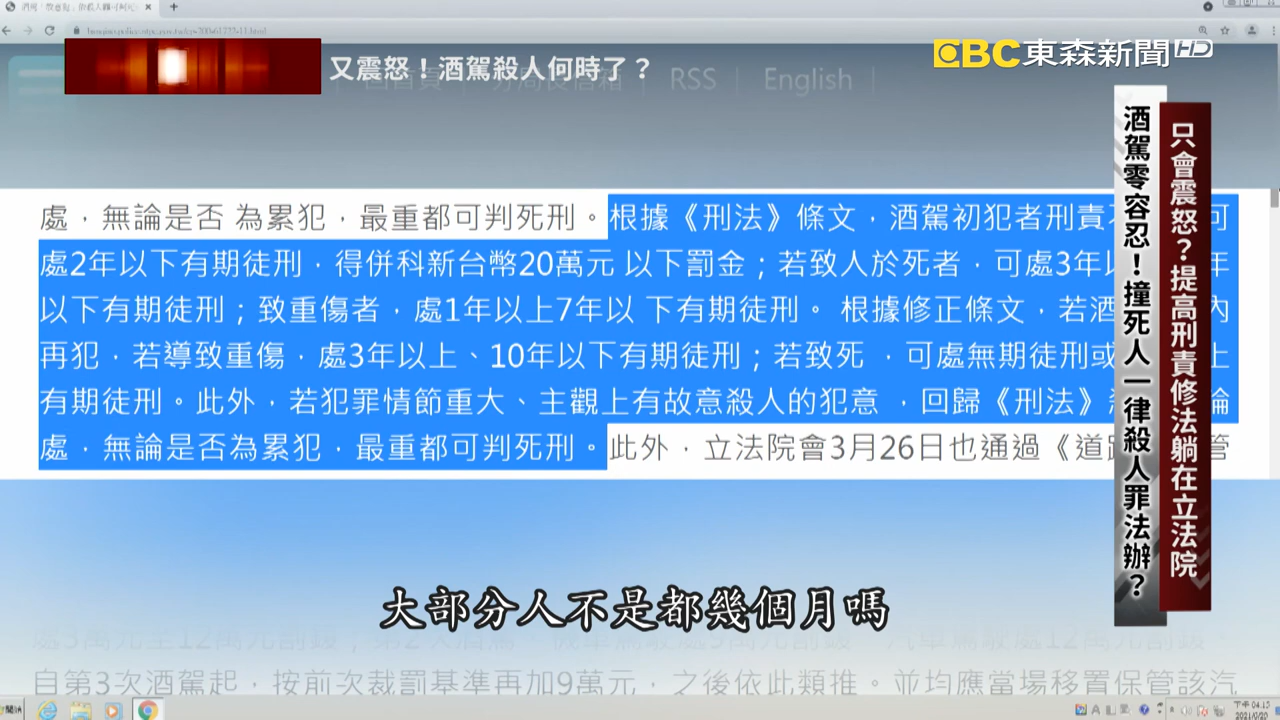 又震怒！酒駕殺人何時了？
RSS
English
EBC東森新聞HD
酒駕零容忍！撞死人一律殺人罪法辦？
只會震怒？提高刑責修法躺在立法院
處，無論是否 為累犯，最重都可判死刑。根據《刑法》條文，酒駕初犯者刑責 可
處2年以下有期徒刑，得併科新台幣20萬元 以下罰金；若致人於死者，可處3年 年
以下有期徒刑；致重傷者，處1年以上7年以 下有期徒刑。 根據修正條文，若酒 內
再犯，若導致重傷，處3年以上、10年以下有期徒刑；若致死 ，可處無期徒刑或 上
有期徒刑。此外，若犯罪情節重大、主觀上有故意殺人的犯意 ，回歸《刑法》 論
處，無論是否為累犯，最重都可判死刑。此外，立法院會3月26日也通過《道 管
大部分人不是都幾個月嗎
自第3次酒駕起，按前次裁罰基準再加9萬元，之後依此類推。並均應當場移置保管該汽
下午 04:15
2021/6/20